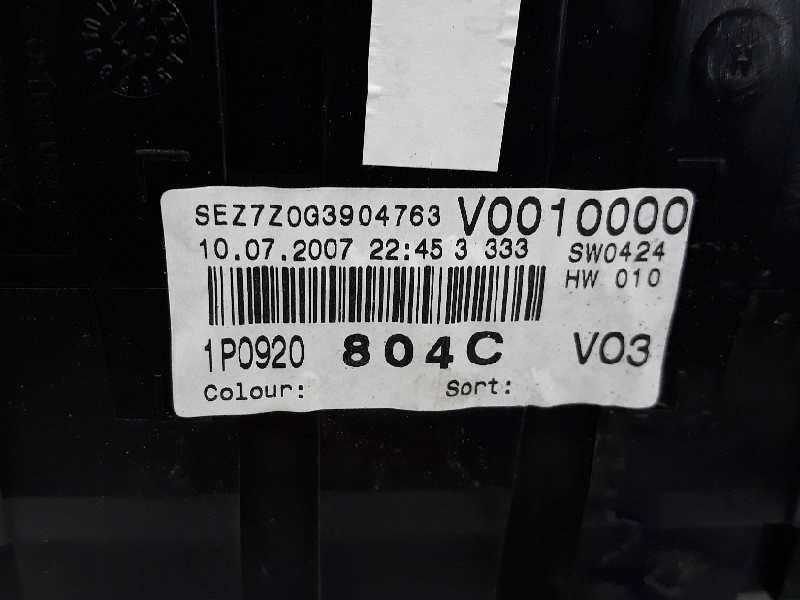 SEZ7Z0G3904763 V0010000
10.07.2007 22:45 3 333 SW0424
HW 010
1P0920 804C V03
Colour: Sort: